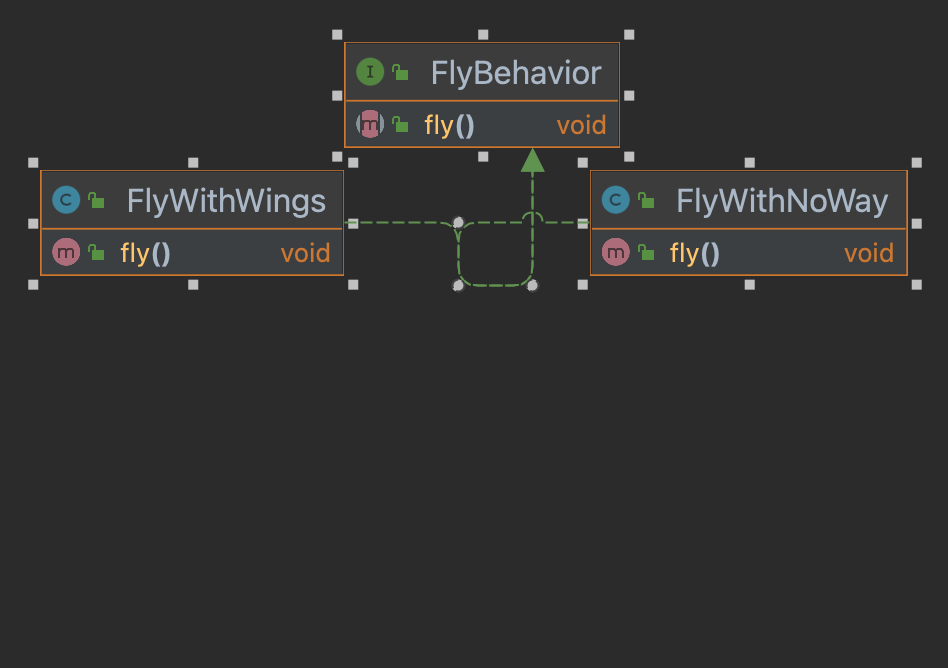 I FlyBehavior
m fly() void
C FlyWithWings
m fly() void
C FlyWithNoWay
m fly() void